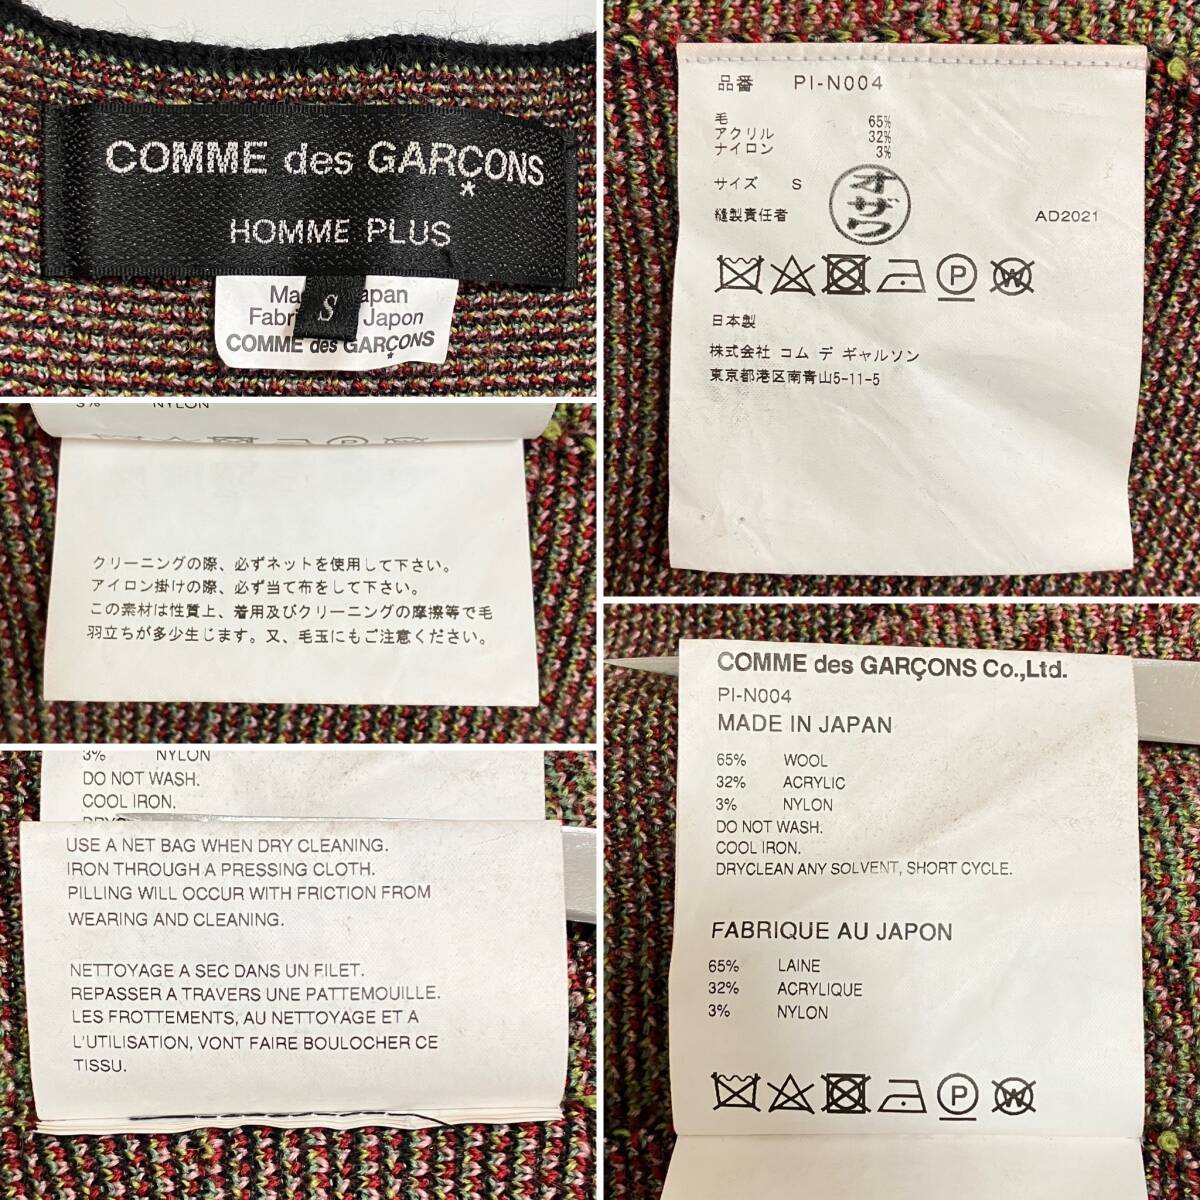 COMME des GARÇONS
*
HOMME PLUS
S
Made in Japan
Fabriqué au Japon
COMME des GARÇONS
*
品番 PI-N004
毛 65%
アクリル 32%
ナイロン 3%
サイズ S
オザワ
縫製責任者 AD2021
P W
日本製
株式会社 コム デ ギャルソン
東京都港区南青山5-11-5
3% NYLON
クリーニングの際、必ずネットを使用して下さい。
アイロン掛けの際、必ず当て布をして下さい。
この素材は性質上、着用及びクリーニングの摩擦等で毛
羽立ちが多少生じます。又、毛玉にもご注意ください。
3% NYLON
DO NOT WASH.
COOL IRON.
USE A NET BAG WHEN DRY CLEANING.
IRON THROUGH A PRESSING CLOTH.
PILLING WILL OCCUR WITH FRICTION FROM
WEARING AND CLEANING.
NETTOYAGE A SEC DANS UN FILET.
REPASSER A TRAVERS UNE PATTEMOUILLE.
LES FROTTEMENTS, AU NETTOYAGE ET A
L'UTILISATION, VONT FAIRE BOULOCHER CE
TISSU.
COMME des GARÇONS Co.,Ltd.
PI-N004
MADE IN JAPAN
65% WOOL
32% ACRYLIC
3% NYLON
DO NOT WASH.
COOL IRON.
DRYCLEAN ANY SOLVENT, SHORT CYCLE.
FABRIQUE AU JAPON
65% LAINE
32% ACRYLIQUE
3% NYLON
P W